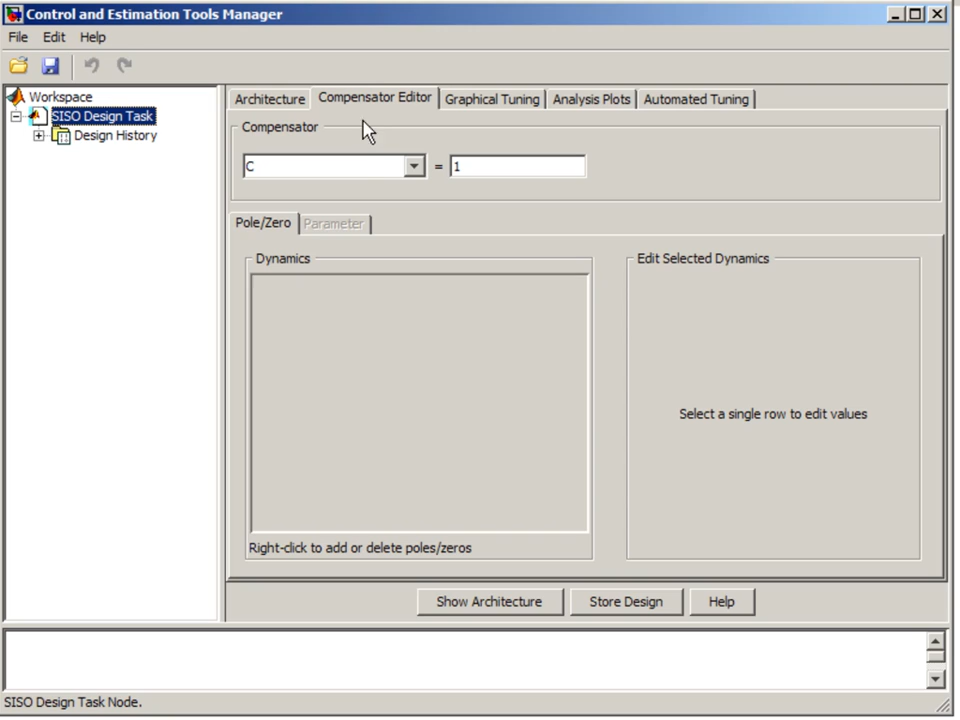 Control and Estimation Tools Manager
File Edit Help
Workspace
SISO Design Task
Design History
Architecture Compensator Editor Graphical Tuning Analysis Plots Automated Tuning
Compensator
C = 1
Pole/Zero Parameter
Dynamics
Edit Selected Dynamics
Select a single row to edit values
Right-click to add or delete poles/zeros
Show Architecture Store Design Help
SISO Design Task Node.